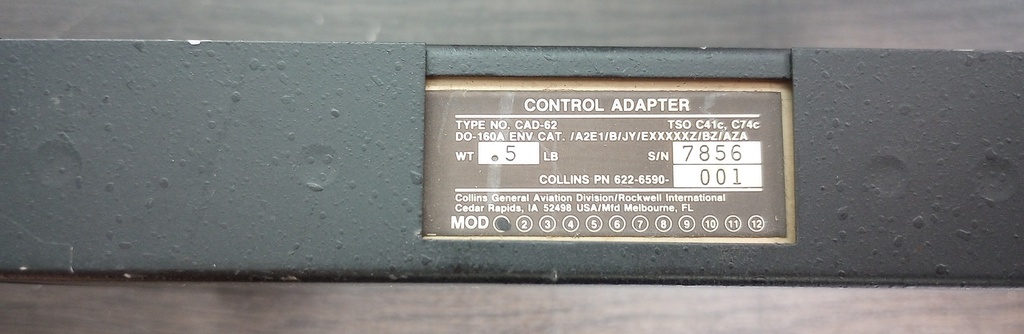 CONTROL ADAPTER
TYPE NO. CAD-62 TSO C41c, C74c
DO-160A ENV CAT. /A2E1/B/JY/EXXXXXZ/BZ/AZA
WT .5 LB S/N 7856
COLLINS PN 622-6590- 001
Collins General Aviation Division/Rockwell International
Cedar Rapids, IA 52498 USA/Mfd Melbourne, FL
MOD ② ③ ④ ⑤ ⑥ ⑦ ⑧ ⑨ ⑩ ⑪ ⑫